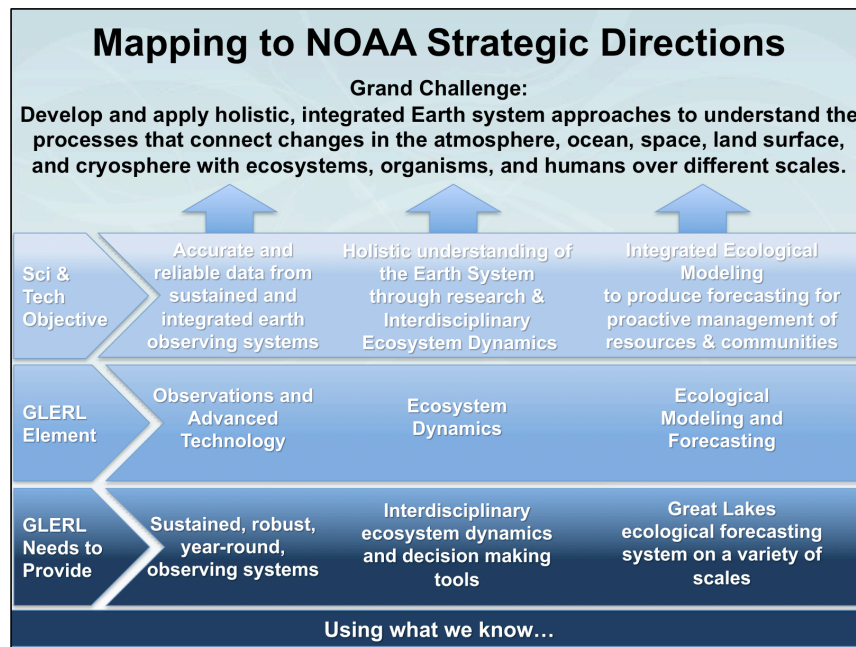 Mapping to NOAA Strategic Directions
Grand Challenge:
Develop and apply holistic, integrated Earth system approaches to understand the
processes that connect changes in the atmosphere, ocean, space, land surface,
and cryosphere with ecosystems, organisms, and humans over different scales.
Sci &
Tech
Objective
Accurate and
reliable data from
sustained and
integrated earth
observing systems
Holistic understanding of
the Earth System
through research &
Interdisciplinary
Ecosystem Dynamics
Integrated Ecological
Modeling
to produce forecasting for
proactive management of
resources & communities
GLERL
Element
Observations and
Advanced
Technology
Ecosystem
Dynamics
Ecological
Modeling and
Forecasting
GLERL
Needs to
Provide
Sustained, robust,
year-round,
observing systems
Interdisciplinary
ecosystem dynamics
and decision making
tools
Great Lakes
ecological forecasting
system on a variety of
scales
Using what we know…